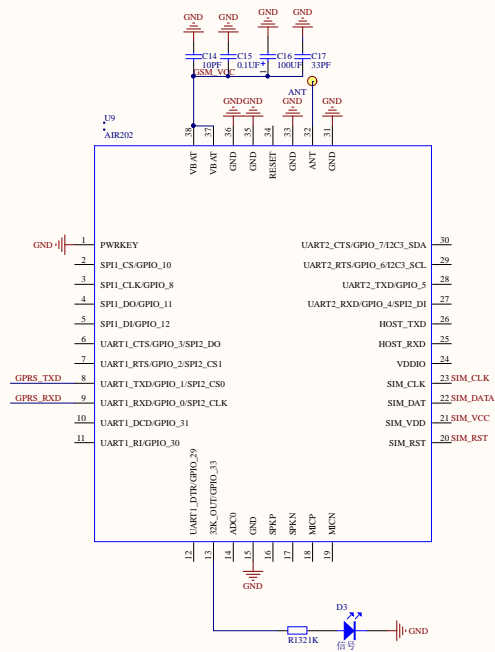 GND GND GND GND
C14 C15 C16 C17
10PF 0.1UF 100UF 33PF
GSM_VCC
1
ANT
GND GND GND GND
U9
AIR202
38 37 36 35 34 33 32 31
VBAT VBAT GND GND RESET GND ANT GND
GND 1 PWRKEY
2 SPI1_CS/GPIO_10
3 SPI1_CLK/GPIO_8
4 SPI1_DO/GPIO_11
5 SPI1_DI/GPIO_12
6 UART1_CTS/GPIO_3/SPI2_DO
7 UART1_RTS/GPIO_2/SPI2_CS1
GPRS_TXD 8 UART1_TXD/GPIO_1/SPI2_CS0
GPRS_RXD 9 UART1_RXD/GPIO_0/SPI2_CLK
10 UART1_DCD/GPIO_31
11 UART1_RI/GPIO_30
UART2_CTS/GPIO_7/I2C3_SDA 30
UART2_RTS/GPIO_6/I2C3_SCL 29
UART2_TXD/GPIO_5 28
UART2_RXD/GPIO_4/SPI2_DI 27
HOST_TXD 26
HOST_RXD 25
VDDIO 24
SIM_CLK 23 SIM_CLK
SIM_DAT 22 SIM_DATA
SIM_VDD 21 SIM_VCC
SIM_RST 20 SIM_RST
UART1_DTR/GPIO_29 32K_OUT/GPIO_33 ADC0 GND SPKP SPKN MICP MICN
12 13 14 15 16 17 18 19
GND
D3
R1321K
信号
GND